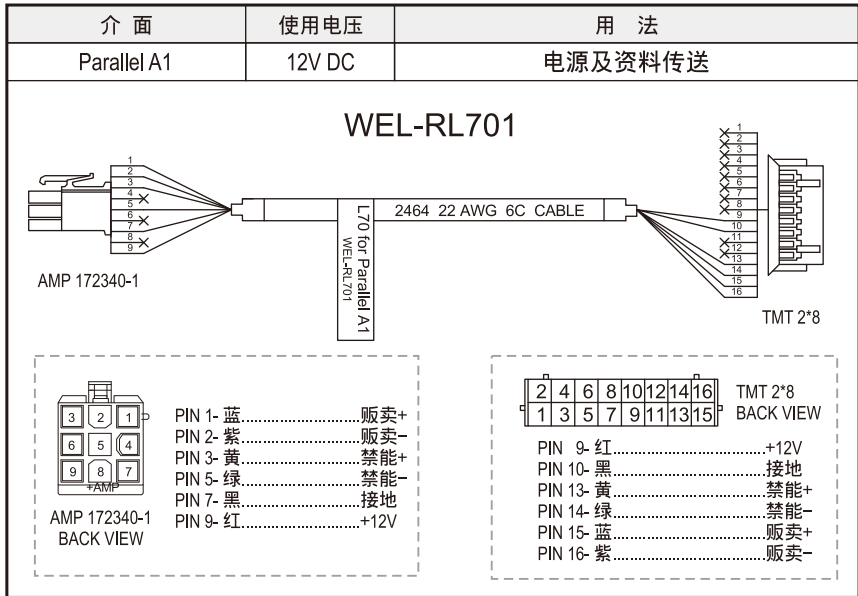 介 面 使用电压 用 法
Parallel A1 12V DC 电源及资料传送
WEL-RL701
1
2
3
4
5
6
7
8
9
AMP 172340-1
L70 for Parallel A1
WEL-RL701
2464 22 AWG 6C CABLE
1
2
3
4
5
6
7
8
9
10
11
12
13
14
15
16
TMT 2*8
3 2 1
6 5 4
9 8 7
+AMP
AMP 172340-1
BACK VIEW
PIN 1- 蓝....................贩卖+
PIN 2- 紫....................贩卖−
PIN 3- 黄....................禁能+
PIN 5- 绿....................禁能−
PIN 7- 黑....................接地
PIN 9- 红....................+12V
2 4 6 8 10 12 14 16
1 3 5 7 9 11 13 15
TMT 2*8
BACK VIEW
PIN 9- 红..........................+12V
PIN 10- 黑..........................接地
PIN 13- 黄..........................禁能+
PIN 14- 绿..........................禁能−
PIN 15- 蓝..........................贩卖+
PIN 16- 紫..........................贩卖−